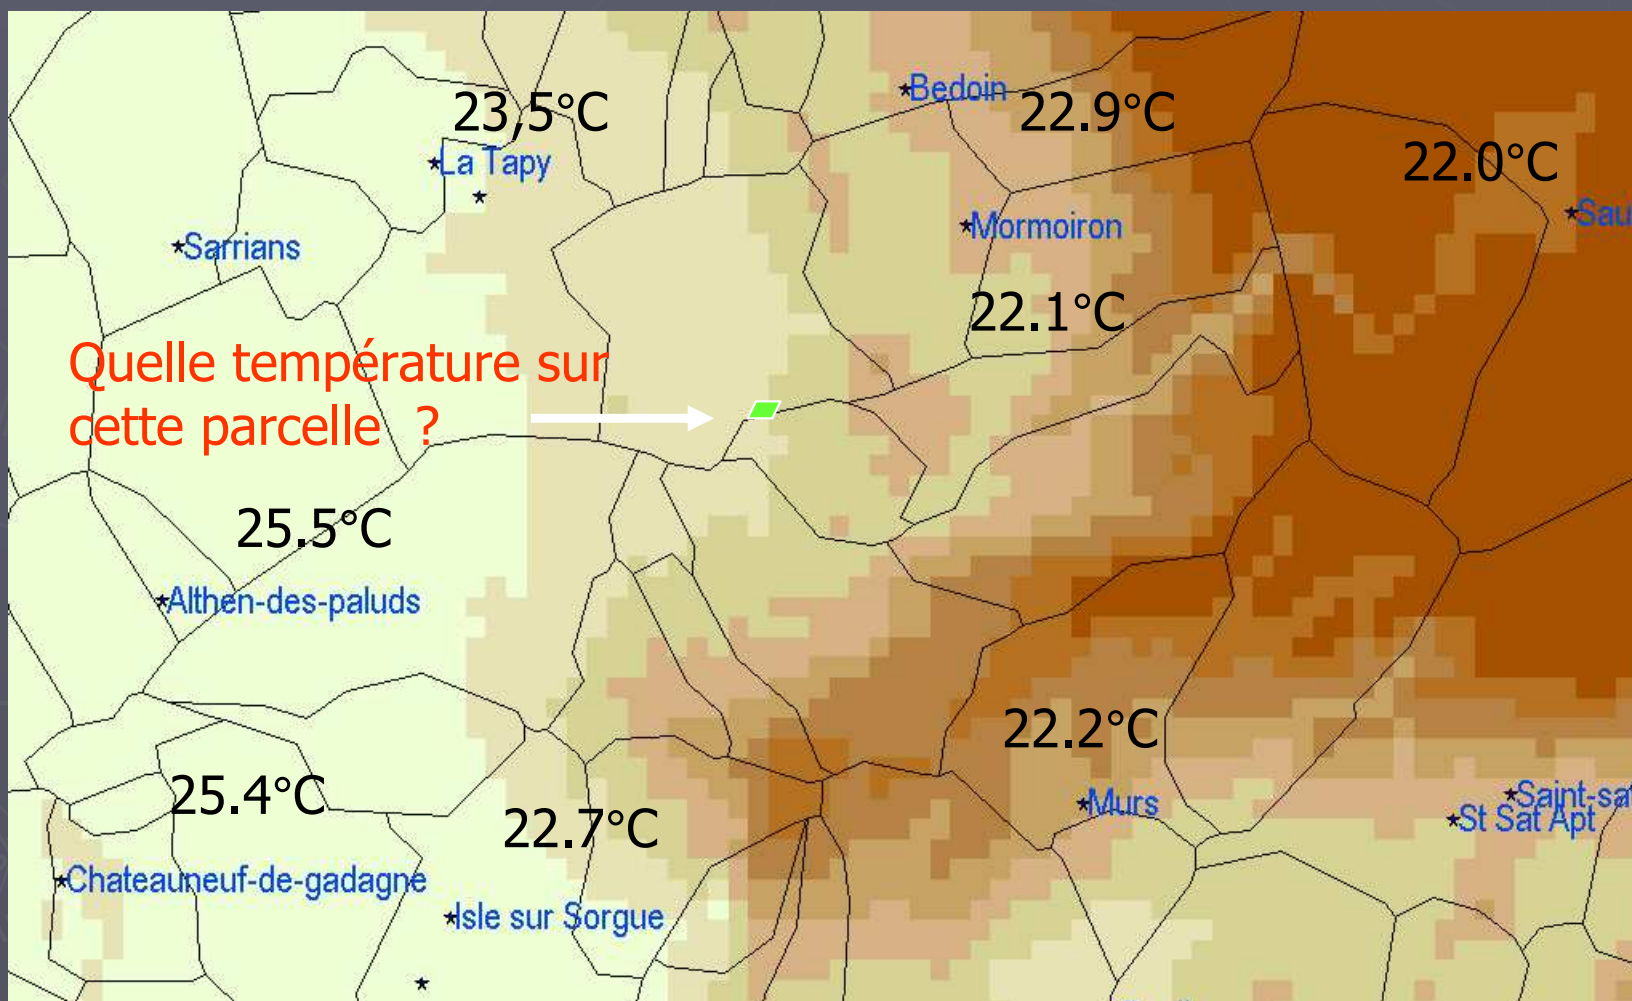 Bedoin
23,5°C
22.9°C
22.0°C
La Tapy
Sau
Mormoiron
Sarrians
22.1°C
Quelle température sur
cette parcelle ?
25.5°C
Althen-des-paluds
22.2°C
25.4°C
Murs
Saint-sat
St Sat Apt
22.7°C
Chateauneuf-de-gadagne
Isle sur Sorgue